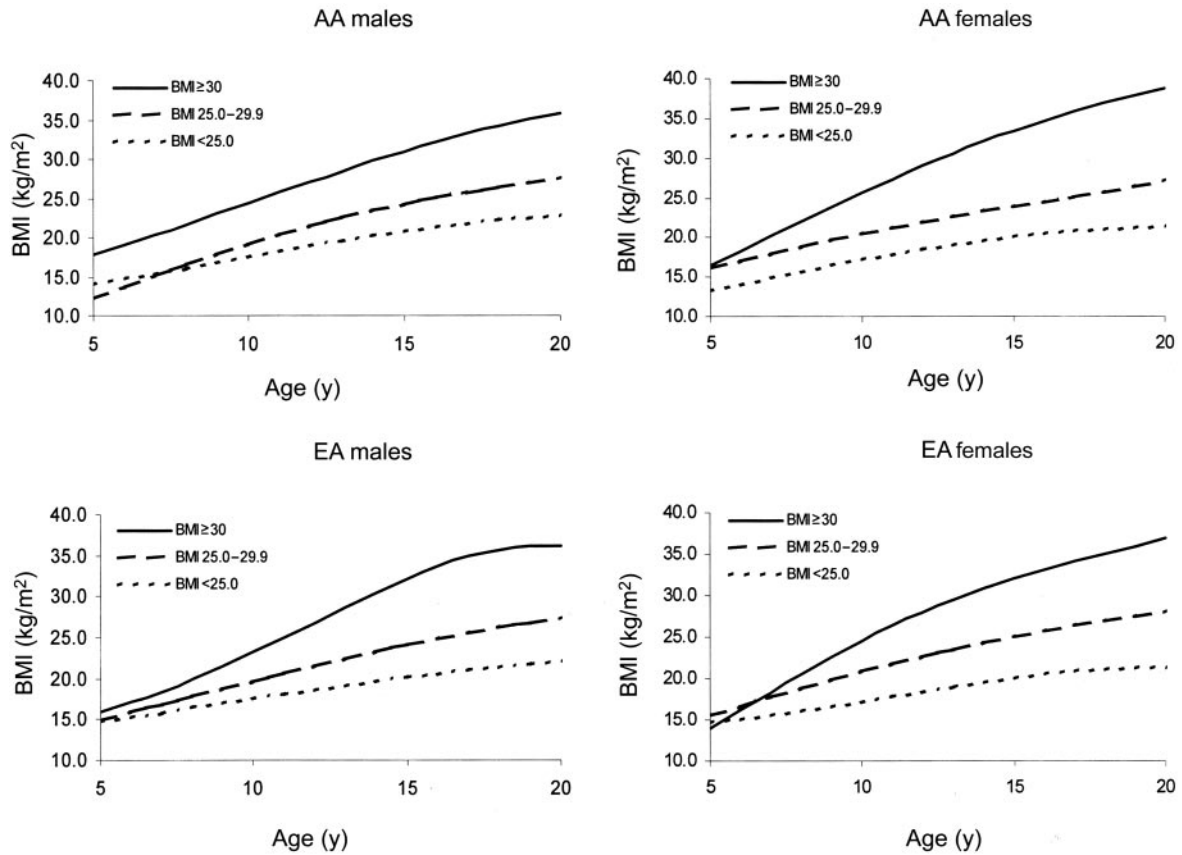 AA males
BMI (kg/m²)
40.0
35.0
30.0
25.0
20.0
15.0
10.0
BMI≥30
BMI 25.0–29.9
BMI<25.0
5
10
15
20
Age (y)
AA females
BMI (kg/m²)
40.0
35.0
30.0
25.0
20.0
15.0
10.0
BMI≥30
BMI 25.0–29.9
BMI<25.0
5
10
15
20
Age (y)
EA males
BMI (kg/m²)
40.0
35.0
30.0
25.0
20.0
15.0
10.0
BMI≥30
BMI 25.0–29.9
BMI<25.0
5
10
15
20
Age (y)
EA females
BMI (kg/m²)
40.0
35.0
30.0
25.0
20.0
15.0
10.0
BMI≥30
BMI 25.0–29.9
BMI<25.0
5
10
15
20
Age (y)